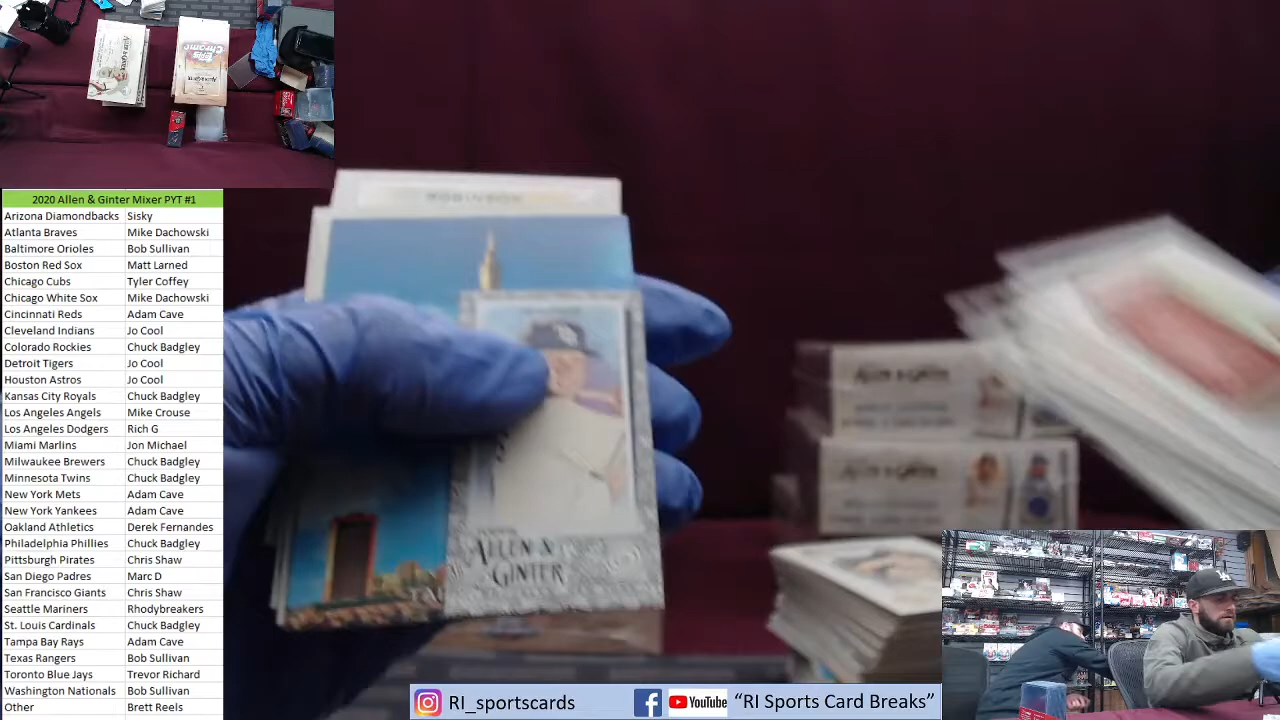 2020 Allen & Ginter Mixer PYT #1
Arizona Diamondbacks Sisky
Atlanta Braves Mike Dachowski
Baltimore Orioles Bob Sullivan
Boston Red Sox Matt Larned
Chicago Cubs Tyler Coffey
Chicago White Sox Mike Dachowski
Cincinnati Reds Adam Cave
Cleveland Indians Jo Cool
Colorado Rockies Chuck Badgley
Detroit Tigers Jo Cool
Houston Astros Jo Cool
Kansas City Royals Chuck Badgley
Los Angeles Angels Mike Crouse
Los Angeles Dodgers Rich G
Miami Marlins Jon Michael
Milwaukee Brewers Chuck Badgley
Minnesota Twins Chuck Badgley
New York Mets Adam Cave
New York Yankees Adam Cave
Oakland Athletics Derek Fernandes
Philadelphia Phillies Chuck Badgley
Pittsburgh Pirates Chris Shaw
San Diego Padres Marc D
San Francisco Giants Chris Shaw
Seattle Mariners Rhodybreakers
St. Louis Cardinals Chuck Badgley
Tampa Bay Rays Adam Cave
Texas Rangers Bob Sullivan
Toronto Blue Jays Trevor Richard
Washington Nationals Bob Sullivan
Other Brett Reels
ALLEN &
GINTER
ALLEN & GINTER
ALLEN & GINTER
RI_sportscards
YouTube
"RI Sports Card Breaks"